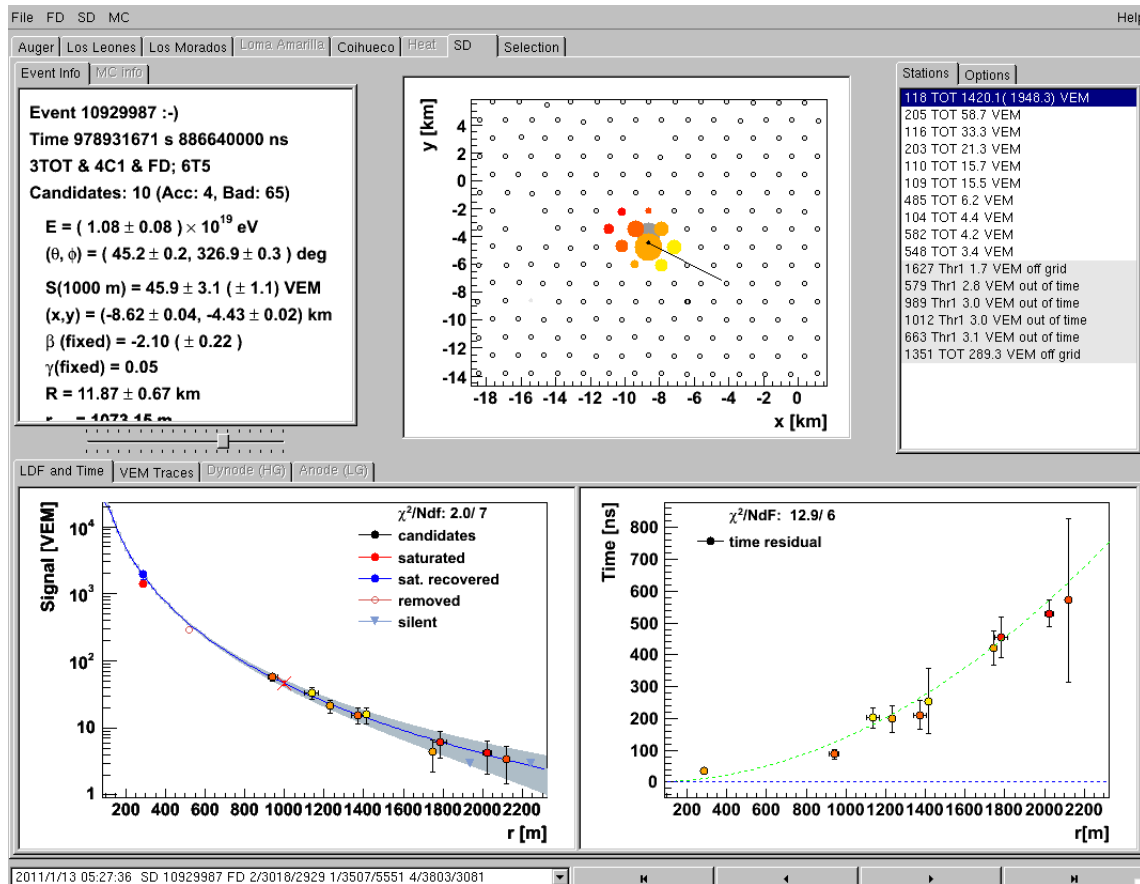 File FD SD MC Help
Auger Los Leones Los Morados Loma Amarilla Coihueco Heat SD Selection
Event Info MC info
Event 10929987 :-)
Time 978931671 s 886640000 ns
3TOT & 4C1 & FD; 6T5
Candidates: 10 (Acc: 4, Bad: 65)
E = ( 1.08 ± 0.08 ) × 10^19 eV
(θ, ϕ) = ( 45.2 ± 0.2, 326.9 ± 0.3 ) deg
S(1000 m) = 45.9 ± 3.1 ( ± 1.1) VEM
(x,y) = (-8.62 ± 0.04, -4.43 ± 0.02) km
β (fixed) = -2.10 ( ± 0.22 )
γ(fixed) = 0.05
R = 11.87 ± 0.67 km
= 1073.15 m
y [km]
4
2
0
-2
-4
-6
-8
-10
-12
-14
-18 -16 -14 -12 -10 -8 -6 -4 -2 0
x [km]
Stations Options
118 TOT 1420.1( 1948.3) VEM
205 TOT 58.7 VEM
116 TOT 33.3 VEM
203 TOT 21.3 VEM
110 TOT 15.7 VEM
109 TOT 15.5 VEM
485 TOT 6.2 VEM
104 TOT 4.4 VEM
582 TOT 4.2 VEM
548 TOT 3.4 VEM
1627 Thr1 1.7 VEM off grid
579 Thr1 2.8 VEM out of time
989 Thr1 3.0 VEM out of time
1012 Thr1 3.0 VEM out of time
663 Thr1 3.1 VEM out of time
1351 TOT 289.3 VEM off grid
LDF and Time VEM Traces Dynode (HG) Anode (LG)
Signal [VEM]
10^4
10^3
10^2
10
1
χ²/Ndf: 2.0/ 7
candidates
saturated
sat. recovered
removed
silent
200 400 600 800 1000 1200 1400 1600 1800 2000 2200
r [m]
Time [ns]
800
700
600
500
400
300
200
100
0
χ²/NdF: 12.9/ 6
time residual
200 400 600 800 1000 1200 1400 1600 1800 2000 2200
r[m]
2011/1/13 05:27:36 SD 10929987 FD 2/3018/2929 1/3507/5551 4/3803/3081